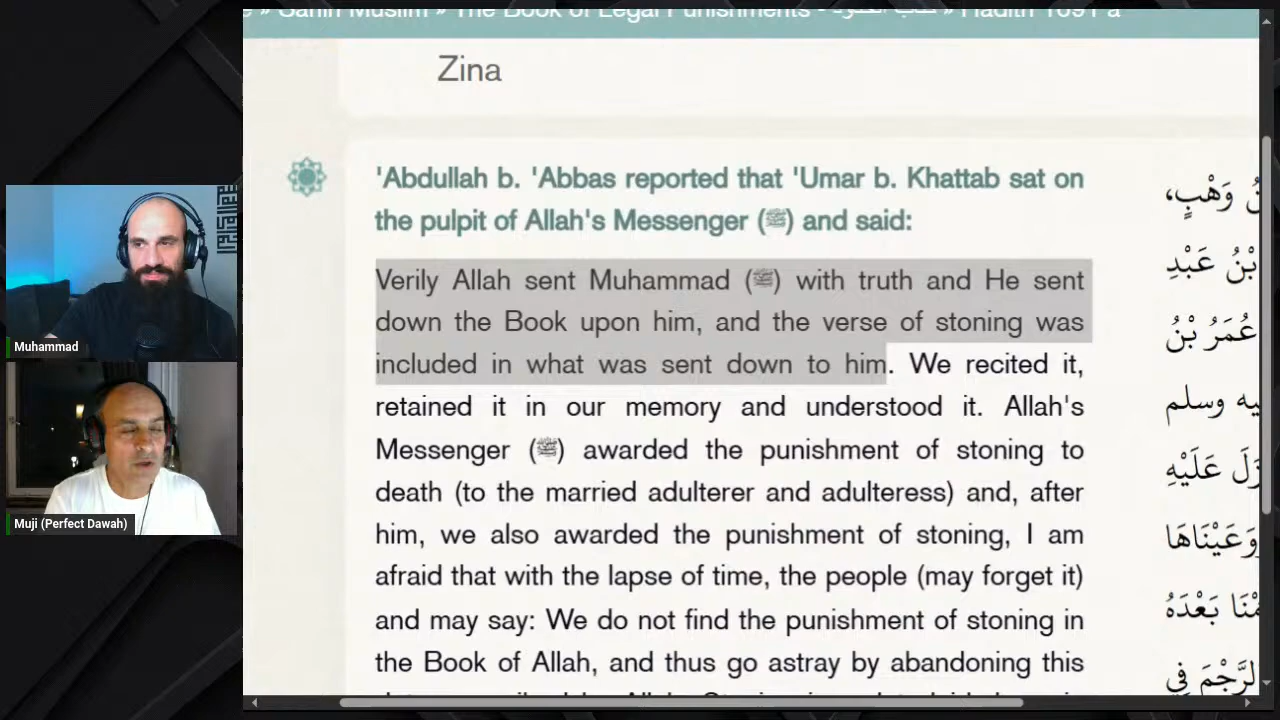 » Sahih Muslim » The Book of Legal Punishments - كتاب الحدود » Hadith 1691 a
Zina
'Abdullah b. 'Abbas reported that 'Umar b. Khattab sat on
the pulpit of Allah's Messenger (ﷺ) and said:
Verily Allah sent Muhammad (ﷺ) with truth and He sent
down the Book upon him, and the verse of stoning was
included in what was sent down to him. We recited it,
retained it in our memory and understood it. Allah's
Messenger (ﷺ) awarded the punishment of stoning to
death (to the married adulterer and adulteress) and, after
him, we also awarded the punishment of stoning, I am
afraid that with the lapse of time, the people (may forget it)
and may say: We do not find the punishment of stoning in
the Book of Allah, and thus go astray by abandoning this
وَهْبٍ،
بْنُ عَبْدِ
عُمَرُ بْنُ
يه وسلم
زَلَ عَلَيْهِ
وَعَيْنَاهَا
مْنَا بَعْدَهُ
لرَّجْمَ فِي
Muhammad
Muji (Perfect Dawah)